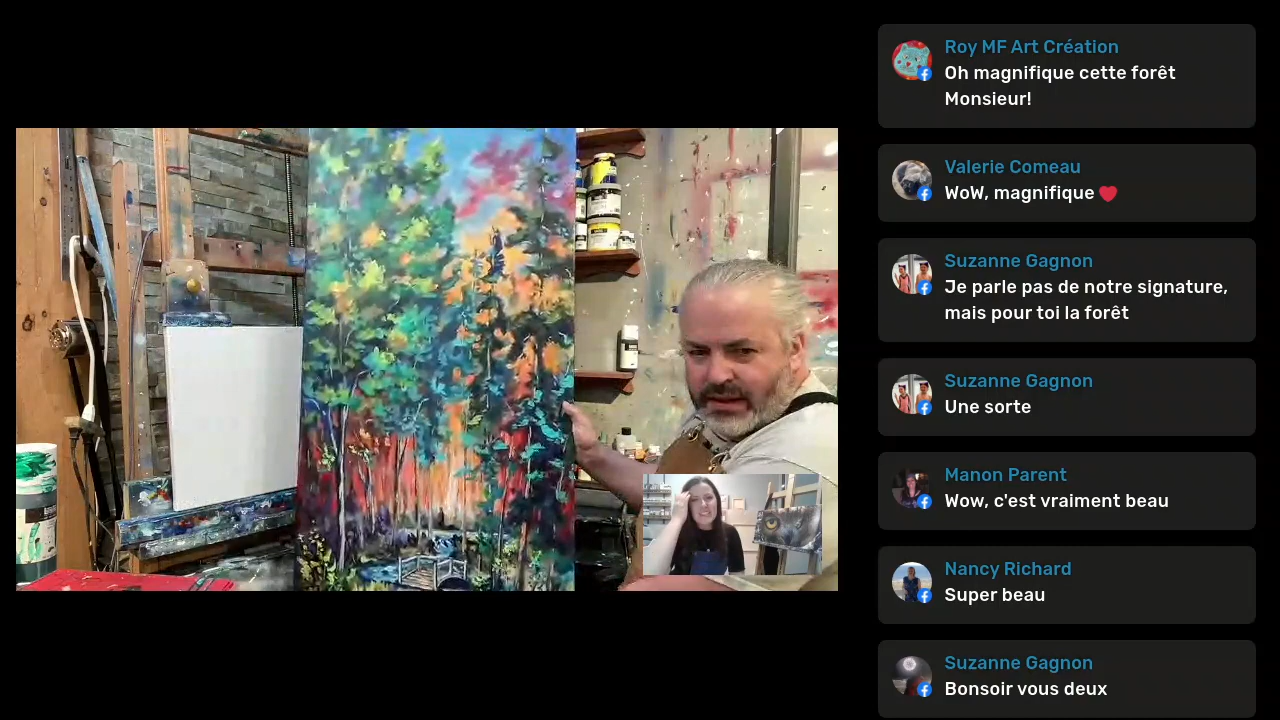 Roy MF Art Création
Oh magnifique cette forêt
Monsieur!
Valerie Comeau
WoW, magnifique ❤️
Suzanne Gagnon
Je parle pas de notre signature,
mais pour toi la forêt
Suzanne Gagnon
Une sorte
Manon Parent
Wow, c'est vraiment beau
Nancy Richard
Super beau
Suzanne Gagnon
Bonsoir vous deux